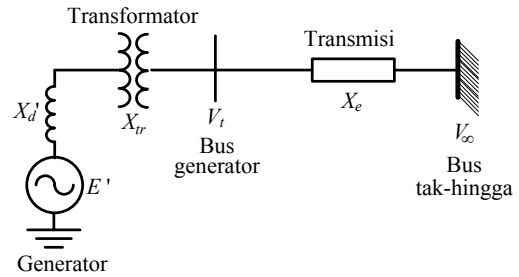 Transformator
Transmisi
X_d'
X_tr
V_t
X_e
V_∞
Bus
generator
Bus
tak-hingga
E'
Generator